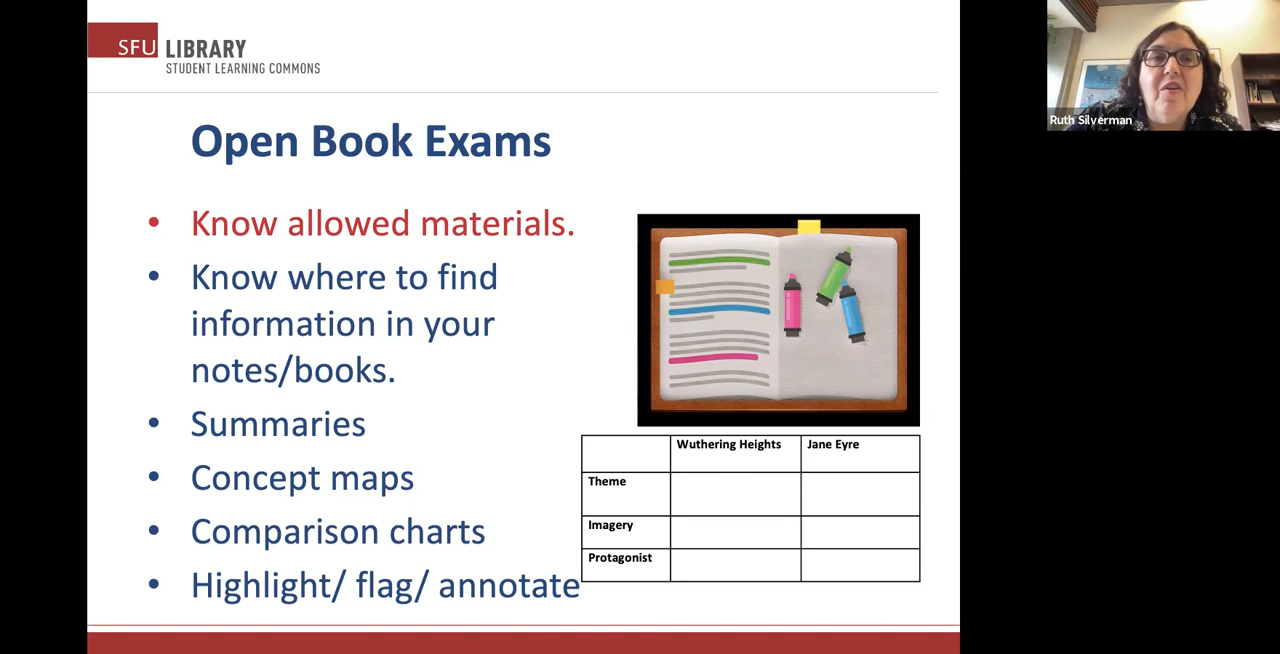 SFU LIBRARY
STUDENT LEARNING COMMONS
Ruth Silverman
Open Book Exams
• Know allowed materials.
• Know where to find
information in your
notes/books.
• Summaries
• Concept maps
• Comparison charts
• Highlight/ flag/ annotate
Wuthering Heights Jane Eyre
Theme
Imagery
Protagonist